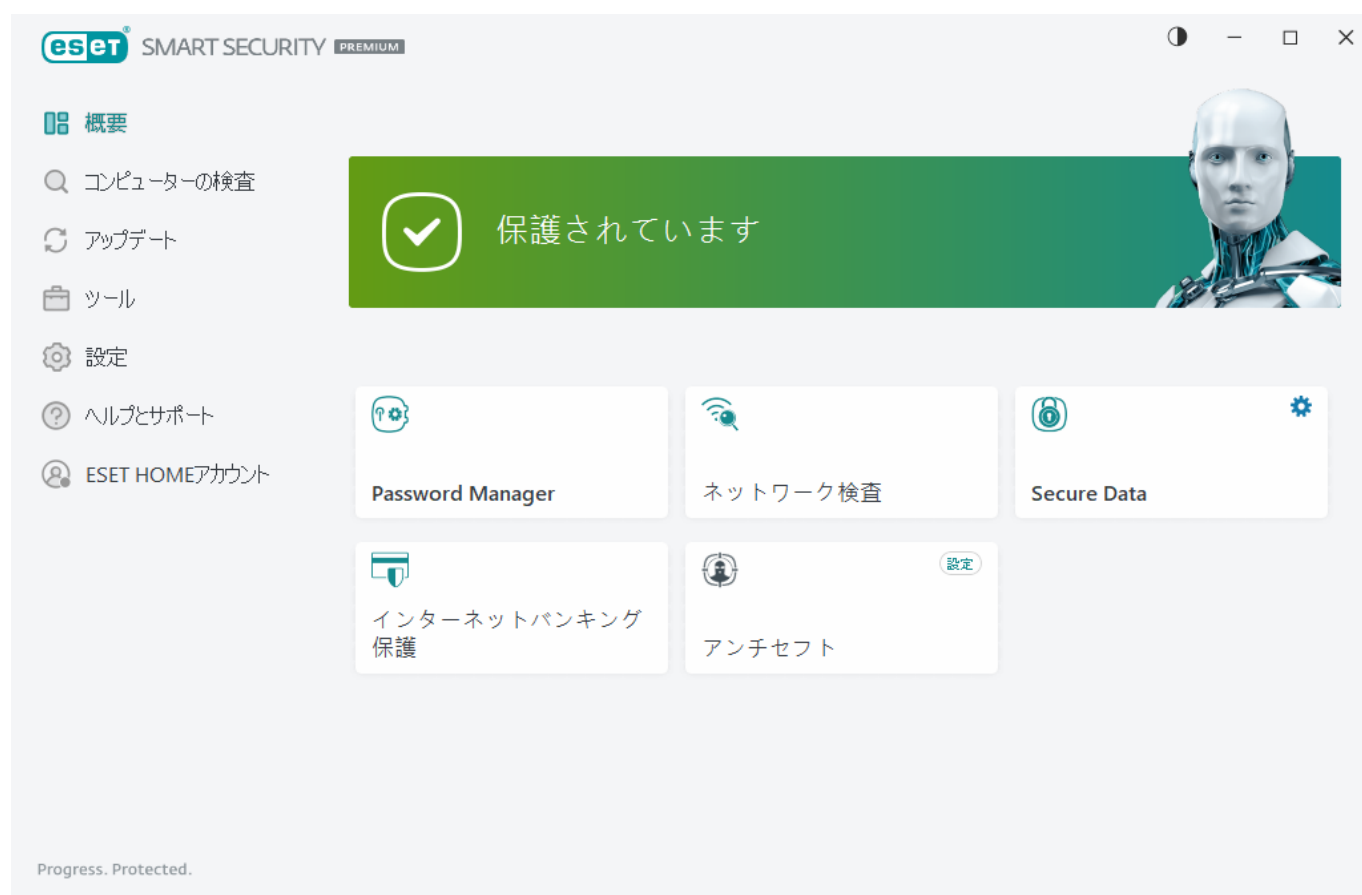 eset® SMART SECURITY PREMIUM
概要
コンピューターの検査
アップデート
ツール
設定
ヘルプとサポート
ESET HOMEアカウント
保護されています
Password Manager
ネットワーク検査
Secure Data
インターネットバンキング
保護
設定
アンチセフト
Progress. Protected.